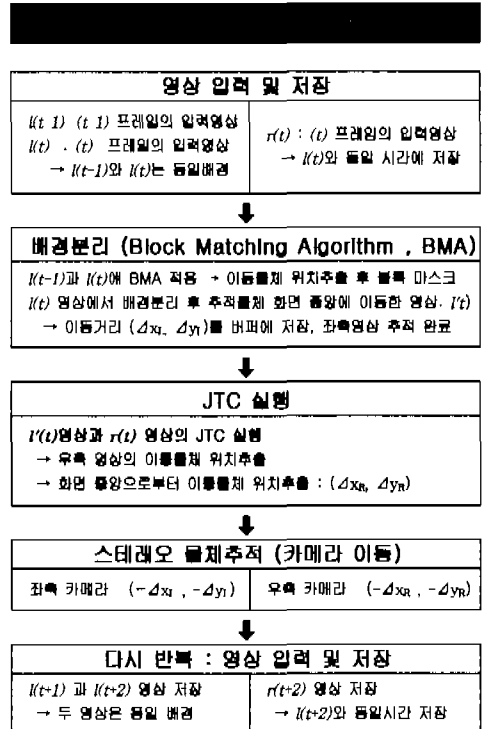 영상 입력 및 저장
l(t-1) (t-1) 프레임의 입력영상
l(t) . (t) 프레임의 입력영상
→ l(t-1)와 l(t)는 동일배경
r(t) : (t) 프레임의 입력영상
→ l(t)와 동일 시간에 저장
배경분리 (Block Matching Algorithm , BMA)
l(t-1)과 l(t)에 BMA 적용 → 이동물체 위치추출 후 블록 마스크
l(t) 영상에서 배경분리 후 추적물체 화면 중앙에 이동한 영상. l'(t)
→ 이동거리 (Δx_L, Δy_L)를 버퍼에 저장, 좌측영상 추적 완료
JTC 실행
l'(t)영상과 r(t) 영상의 JTC 실행
→ 우측 영상의 이동물체 위치추출
→ 화면 중앙으로부터 이동물체 위치추출 : (Δx_R, Δy_R)
스테레오 물체추적 (카메라 이동)
좌측 카메라 (-Δx_L , -Δy_L)
우측 카메라 (-Δx_R , -Δy_R)
다시 반복 : 영상 입력 및 저장
l(t+1) 과 l(t+2) 영상 저장
→ 두 영상은 동일 배경
r(t+2) 영상 저장
→ l(t+2)와 동일시간 저장